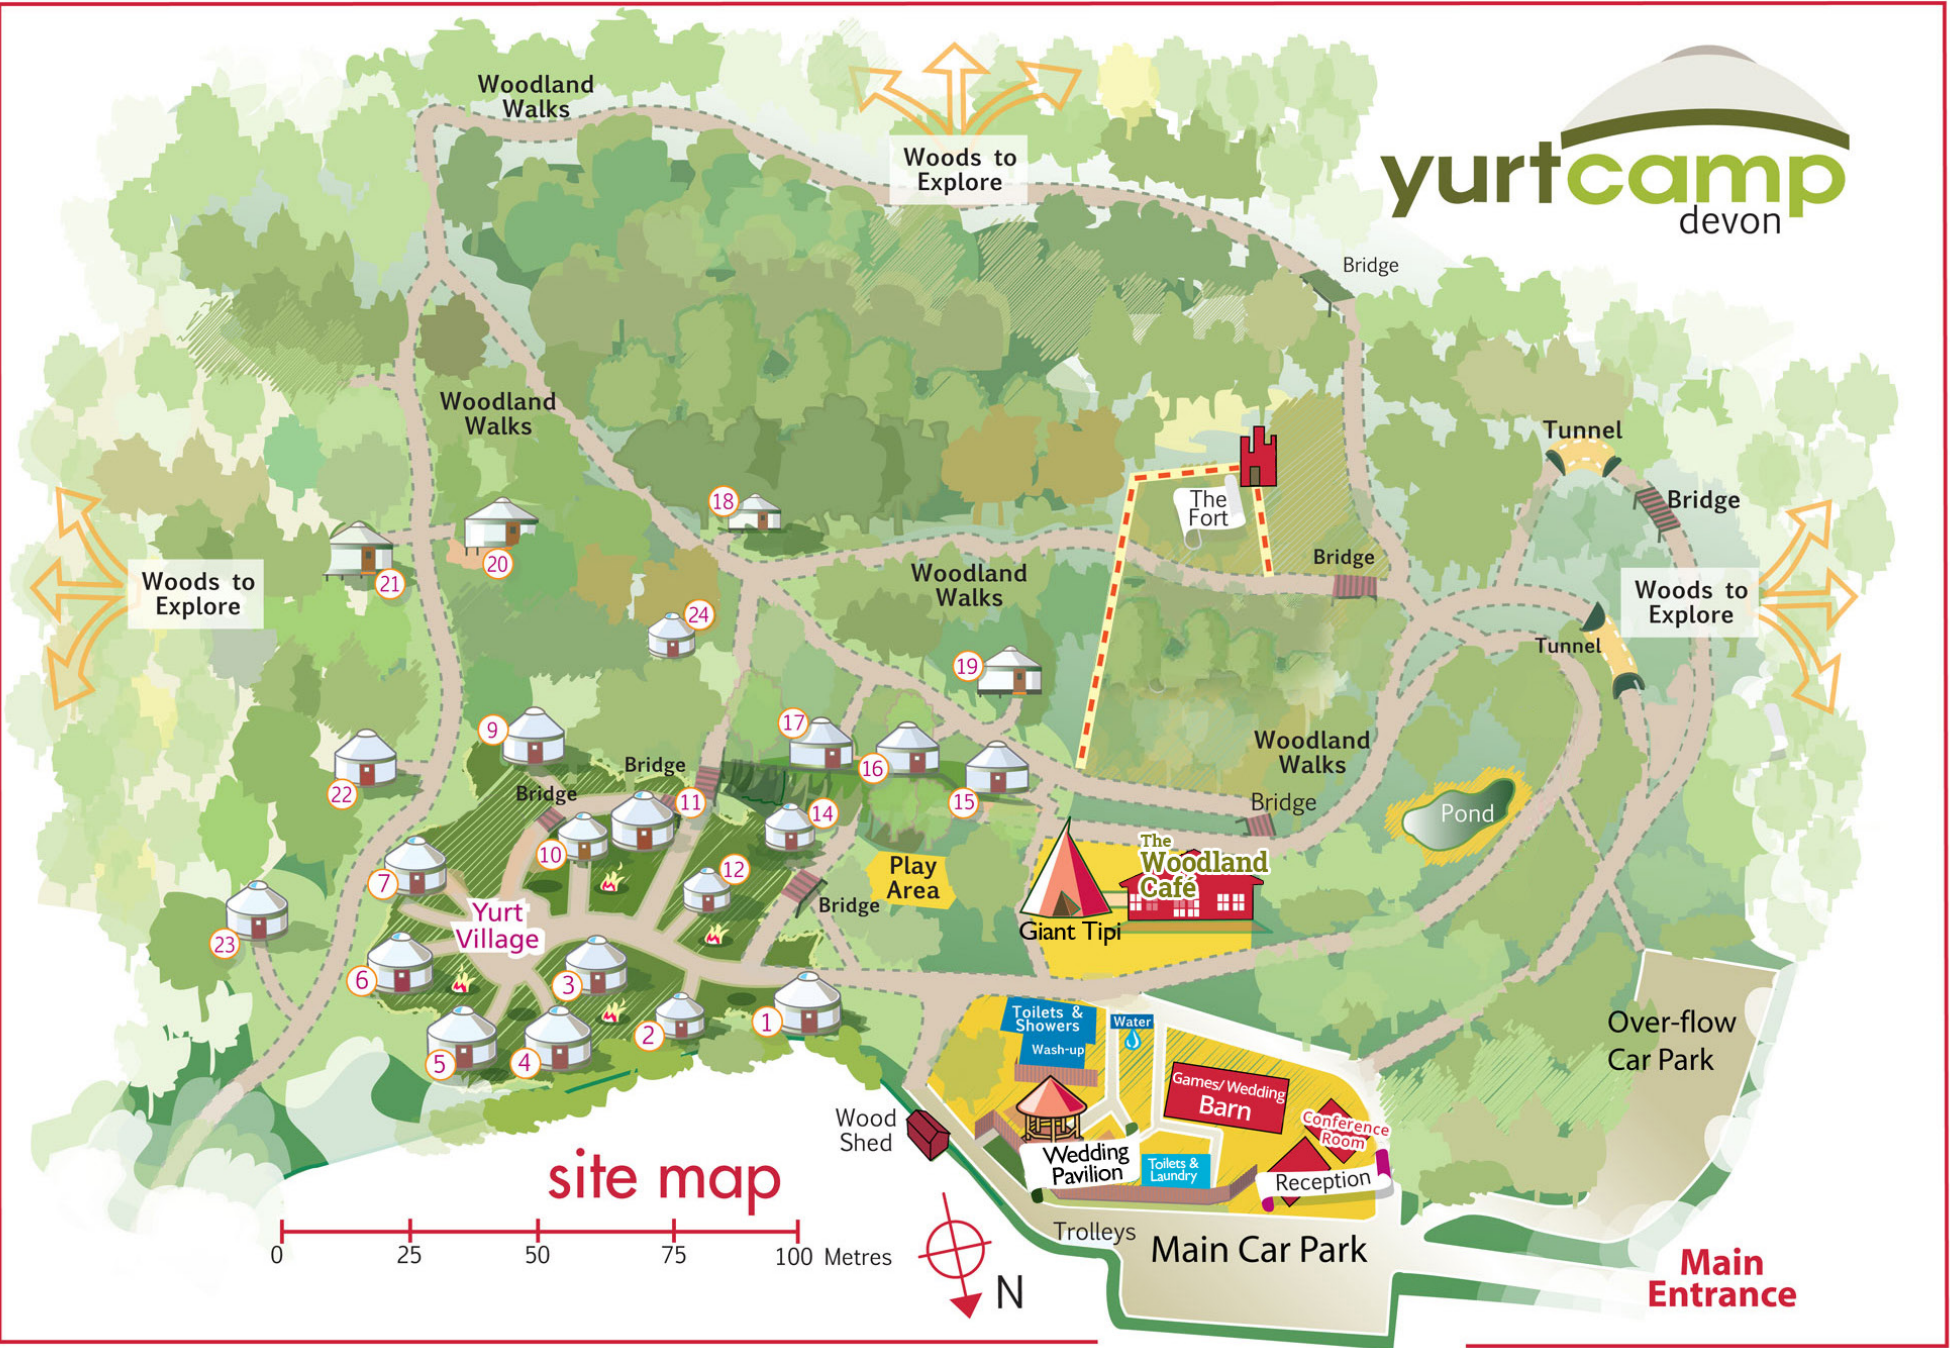 Woodland
Walks
Woods to
Explore
yurtcamp
devon
Bridge
Woodland
Walks
Tunnel
Bridge
18
The
Fort
20
21
Bridge
Woods to
Explore
Woodland
Walks
Woods to
Explore
24
Tunnel
19
9
17
16
15
Woodland
Walks
22
Bridge
Bridge
11
14
Bridge
Pond
10
7
12
Play
Area
The
Woodland
Café
Bridge
Giant Tipi
Yurt
Village
23
6
3
5
4
2
1
Toilets &
Showers
Wash-up
Water
Over-flow
Car Park
Games/Wedding
Barn
Conference
Room
Wood
Shed
Wedding
Pavilion
Toilets &
Laundry
Reception
site map
Trolleys
Main Car Park
0 25 50 75 100 Metres
N
Main
Entrance